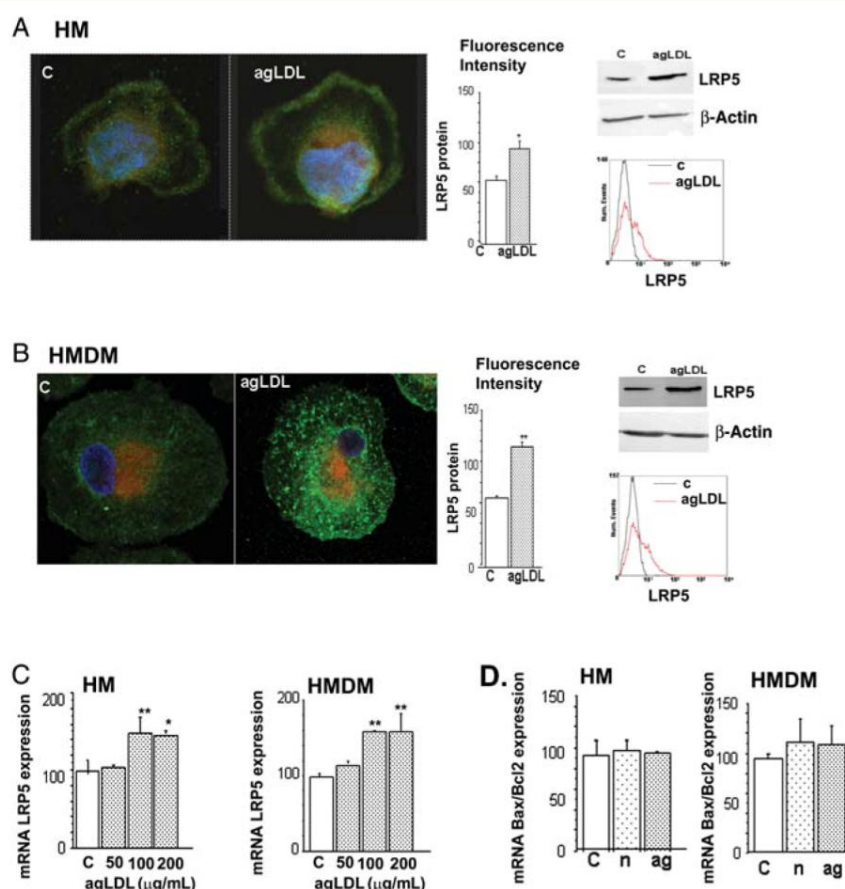 A HM
C
agLDL
Fluorescence
Intensity
LRP5 protein
150
100
50
0
C agLDL
C agLDL
LRP5
β-Actin
Num. Events
c
agLDL
LRP5
B HMDM
C
agLDL
Fluorescence
Intensity
LRP5 protein
150
100
50
0
C agLDL
**
C agLDL
LRP5
β-Actin
Num. Events
c
agLDL
LRP5
C HM
mRNA LRP5 expression
200
100
0
** *
C 50 100 200
agLDL (μg/mL)
HMDM
mRNA LRP5 expression
200
100
0
** **
C 50 100 200
agLDL (μg/mL)
D. HM
mRNA Bax/Bcl2 expression
150
100
50
0
C n ag
HMDM
mRNA Bax/Bcl2 expression
150
100
50
0
C n ag